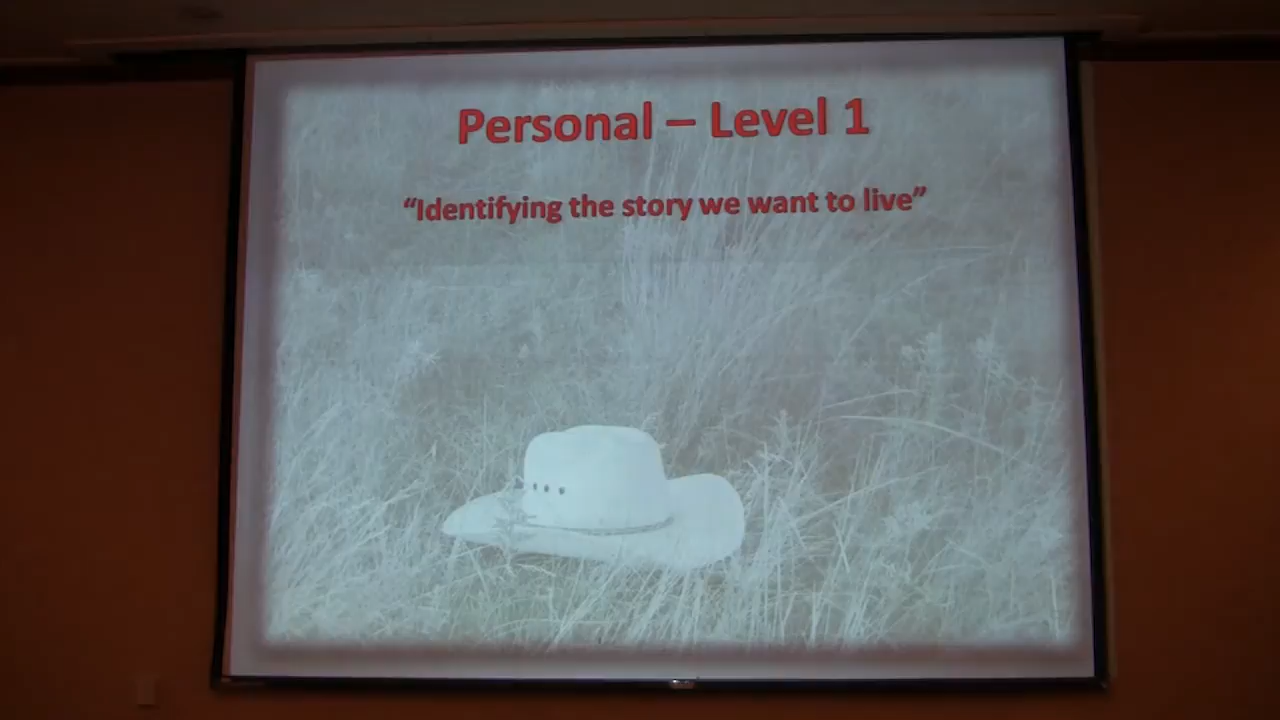 Personal – Level 1
“Identifying the story we want to live”